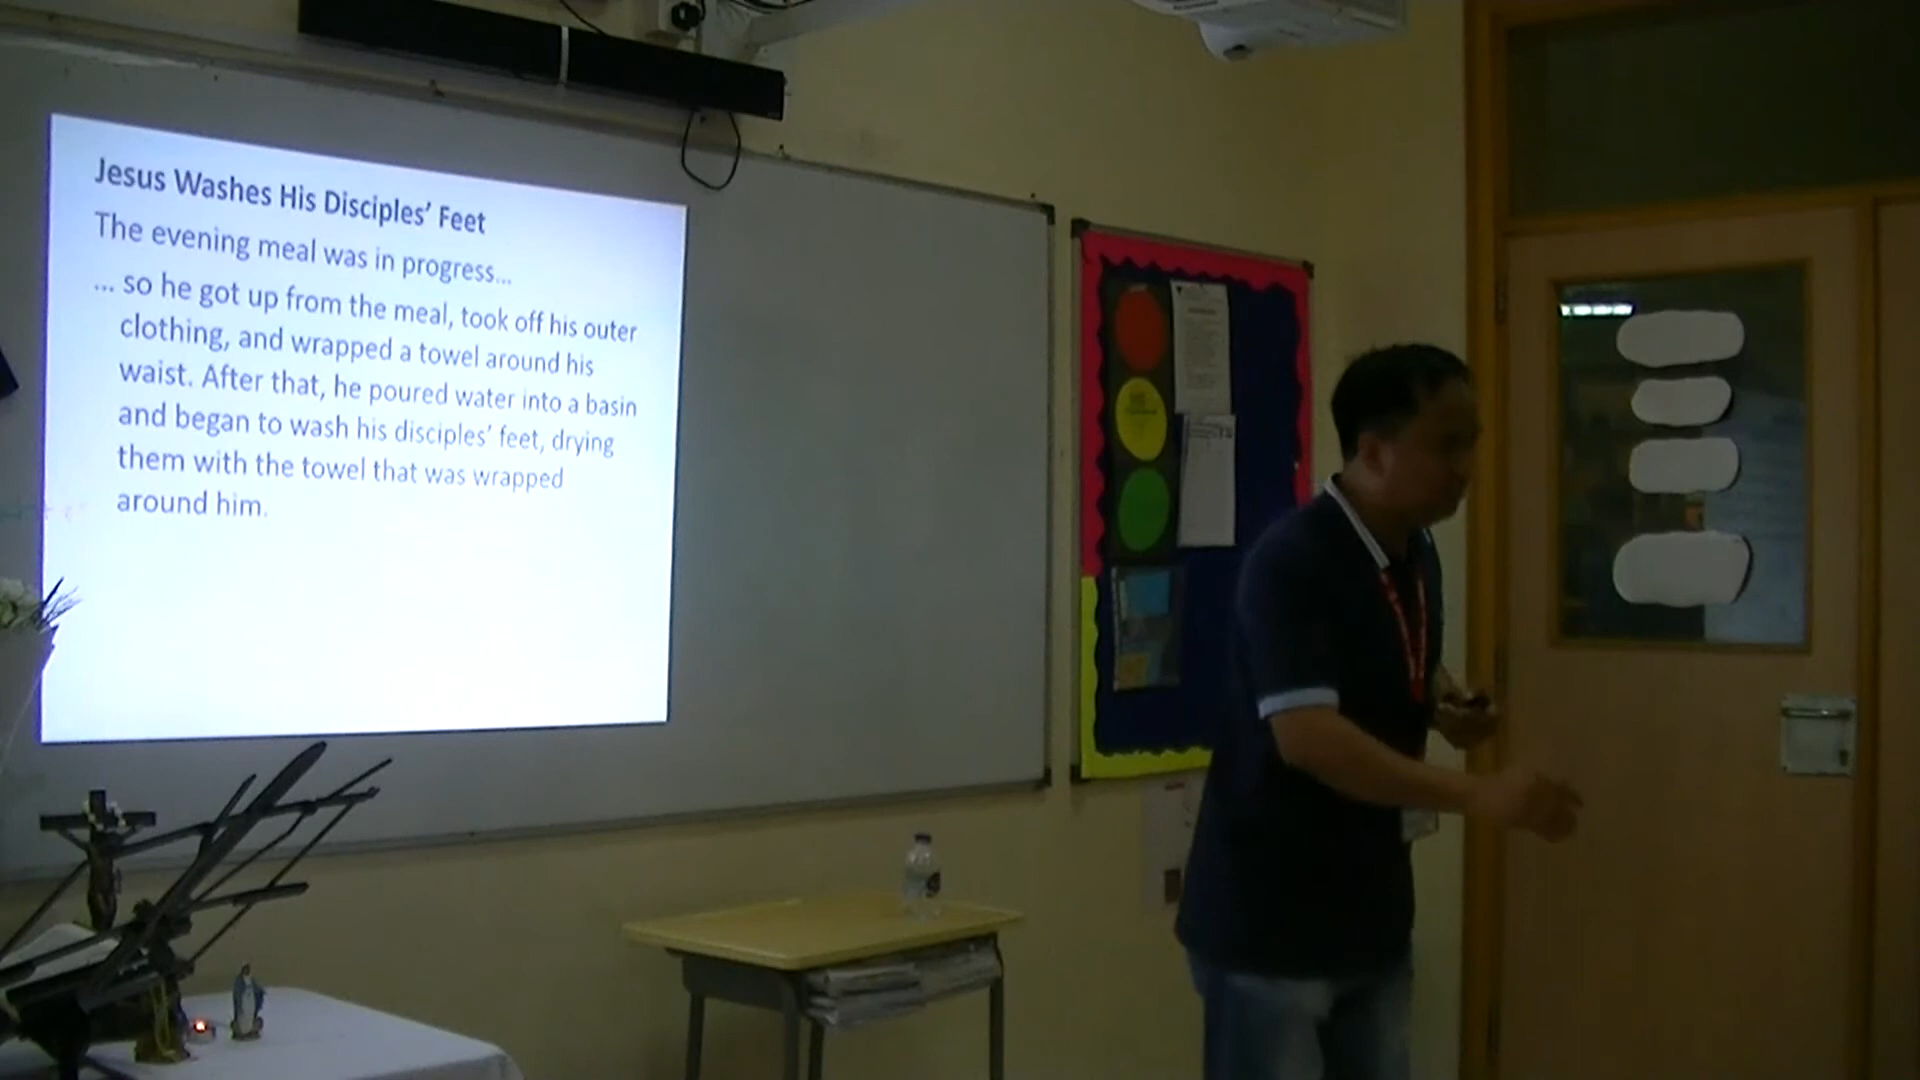 Jesus Washes His Disciples’ Feet
The evening meal was in progress...
... so he got up from the meal, took off his outer
clothing, and wrapped a towel around his
waist. After that, he poured water into a basin
and began to wash his disciples’ feet, drying
them with the towel that was wrapped
around him.